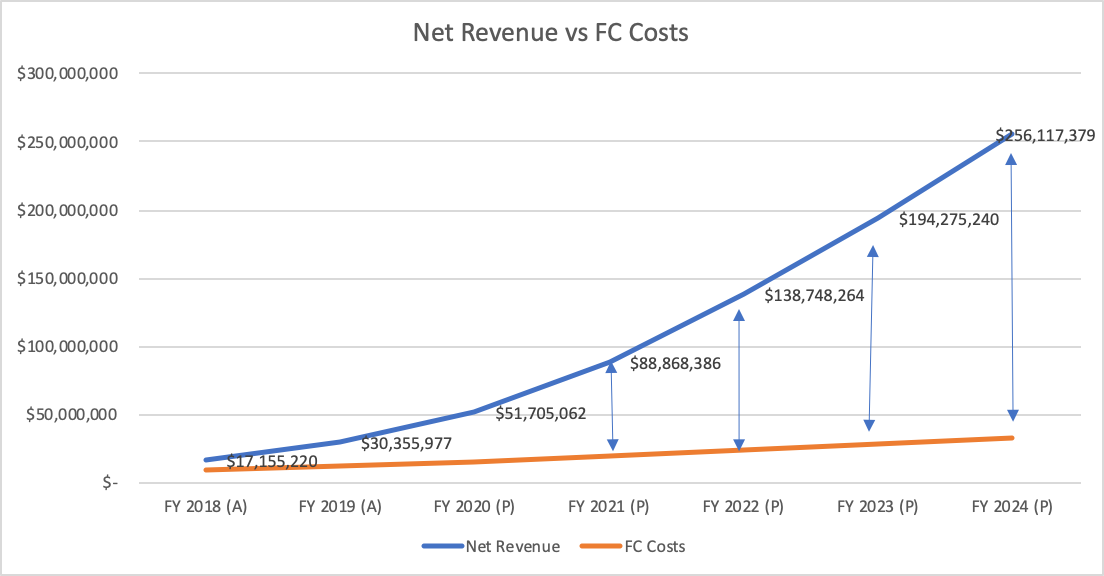 Net Revenue vs FC Costs
$300,000,000
$250,000,000
$200,000,000
$150,000,000
$100,000,000
$50,000,000
$-
$17,155,220
$30,355,977
$51,705,062
$88,868,386
$138,748,264
$194,275,240
$256,117,379
FY 2018 (A)
FY 2019 (A)
FY 2020 (P)
FY 2021 (P)
FY 2022 (P)
FY 2023 (P)
FY 2024 (P)
Net Revenue
FC Costs